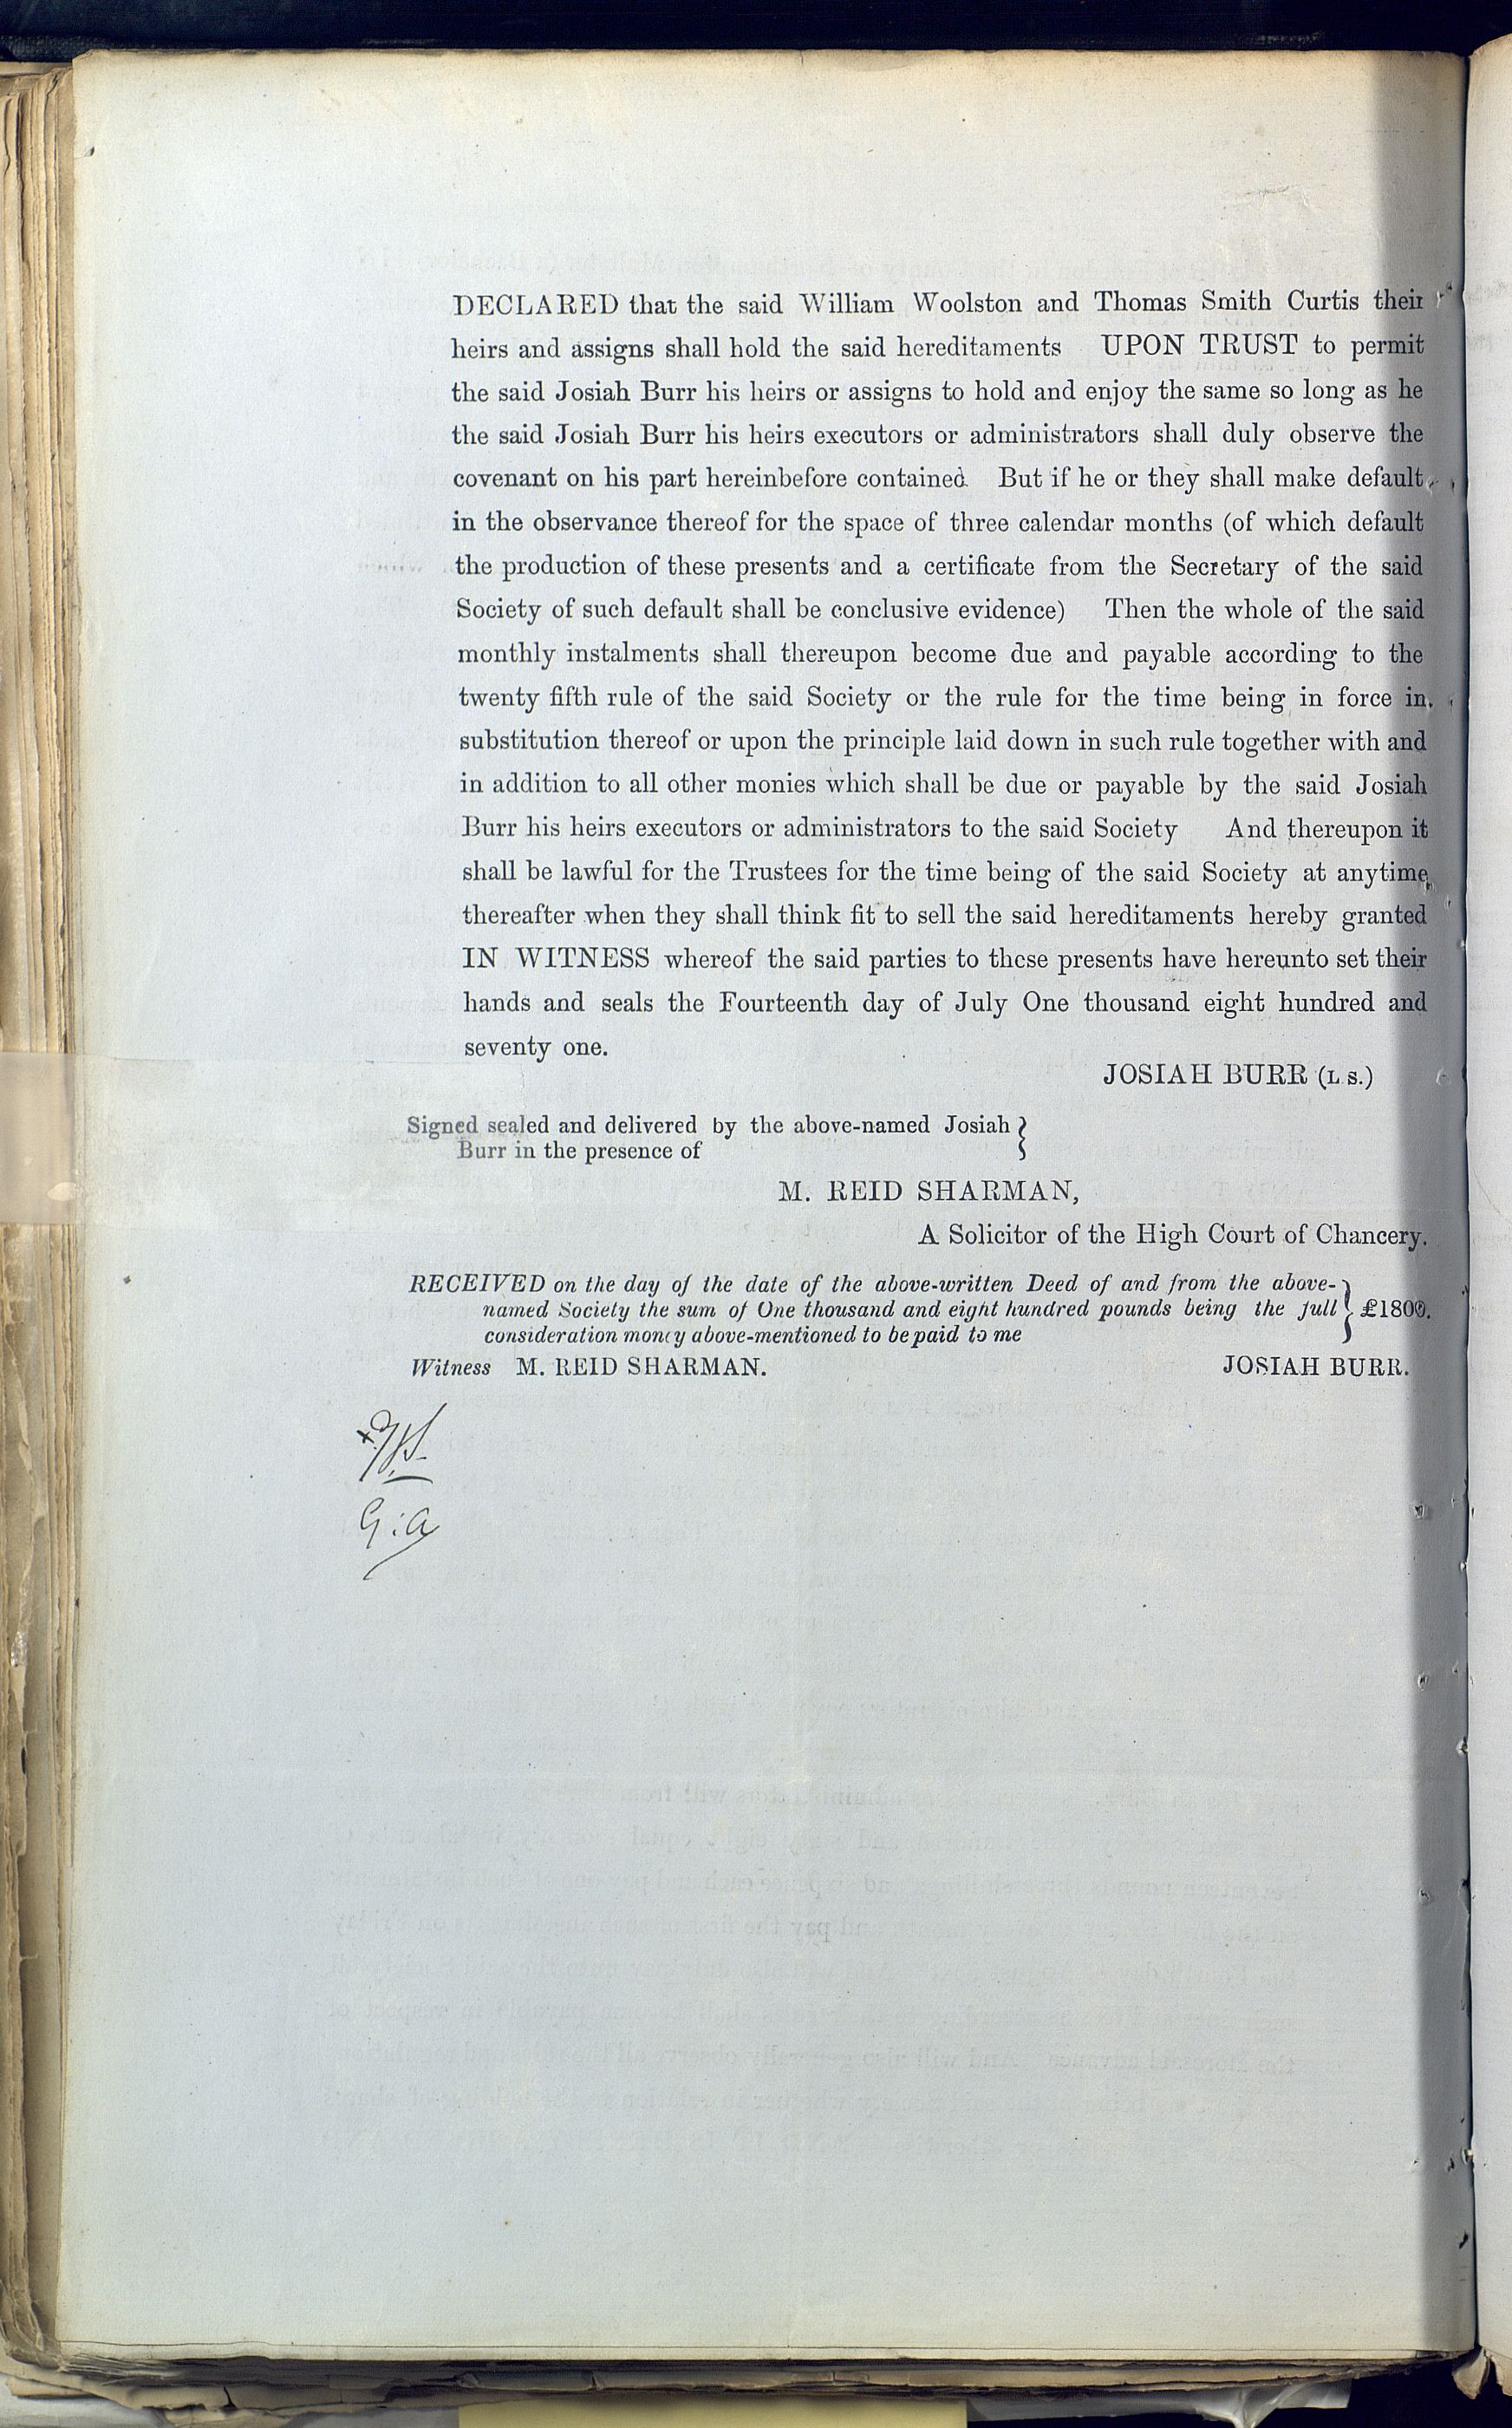 DECLARED that the said William Woolston and Thomas Smith Curtis their
heirs and assigns shall hold the said hereditaments UPON TRUST to permit
the said Josiah Burr his heirs or assigns to hold and enjoy the same so long as he
the said Josiah Burr his heirs executors or administrators shall duly observe the
covenant on his part hereinbefore contained But if he or they shall make default
in the observance thereof for the space of three calendar months (of which default
the production of these presents and a certificate from the Secretary of the said
Society of such default shall be conclusive evidence) Then the whole of the said
monthly instalments shall thereupon become due and payable according to the
twenty fifth rule of the said Society or the rule for the time being in force in
substitution thereof or upon the principle laid down in such rule together with and
in addition to all other monies which shall be due or payable by the said Josiah
Burr his heirs executors or administrators to the said Society And thereupon it
shall be lawful for the Trustees for the time being of the said Society at anytime
thereafter when they shall think fit to sell the said hereditaments hereby granted
IN WITNESS whereof the said parties to these presents have hereunto set their
hands and seals the Fourteenth day of July One thousand eight hundred and
seventy one.
JOSIAH BURR (L S.)
Signed sealed and delivered by the above-named Josiah }
Burr in the presence of
M. REID SHARMAN,
A Solicitor of the High Court of Chancery.
RECEIVED on the day of the date of the above-written Deed of and from the above-
named Society the sum of One thousand and eight hundred pounds being the full } £1800.
consideration money above-mentioned to be paid to me
Witness M. REID SHARMAN. JOSIAH BURR.
G:a